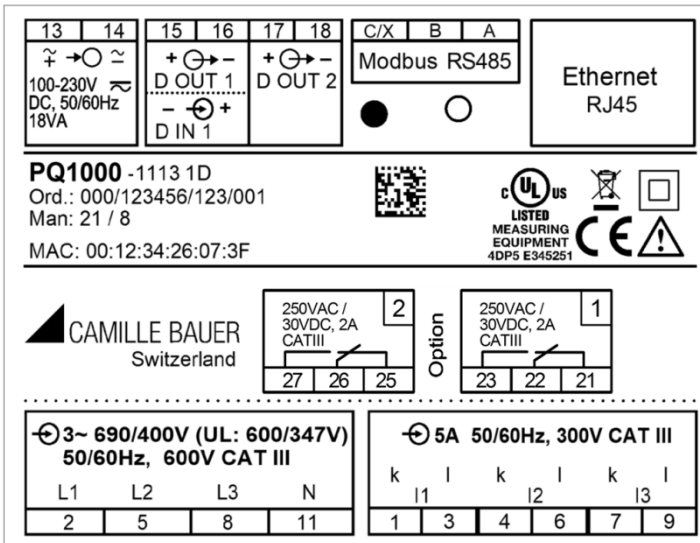 13 14
100-230V
DC, 50/60Hz
18VA
15 16
+ -
D OUT 1
- +
D IN 1
17 18
+ -
D OUT 2
C/X B A
Modbus RS485
Ethernet
RJ45
PQ1000 -1113 1D
Ord.: 000/123456/123/001
Man: 21 / 8
MAC: 00:12:34:26:07:3F
c UL US
LISTED
MEASURING
EQUIPMENT
4DP5 E345251
CE
CAMILLE BAUER
Switzerland
250VAC /
30VDC, 2A
CATIII
2
27 26 25
Option
250VAC /
30VDC, 2A
CATIII
1
23 22 21
3~ 690/400V (UL: 600/347V)
50/60Hz, 600V CAT III
L1 L2 L3 N
2 5 8 11
5A 50/60Hz, 300V CAT III
k l k l k l
I1 I2 I3
1 3 4 6 7 9